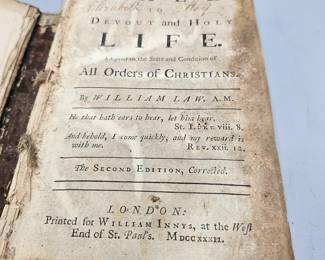 Elizabeth
TO A
DEVOUT and HOLY
LIFE.
Adapted to the State and Condition of
All Orders of CHRISTIANS.
By WILLIAM LAW, A.M.
He that hath ears to hear, let him hear.
St. LUKE viii. 8.
And behold, I come quickly, and my reward is
with me.
REV. xxii. 12.
The SECOND EDITION, Corrected.
LONDON:
Printed for WILLIAM INNYS, at the West
End of St. Paul's. MDCCXXXII.